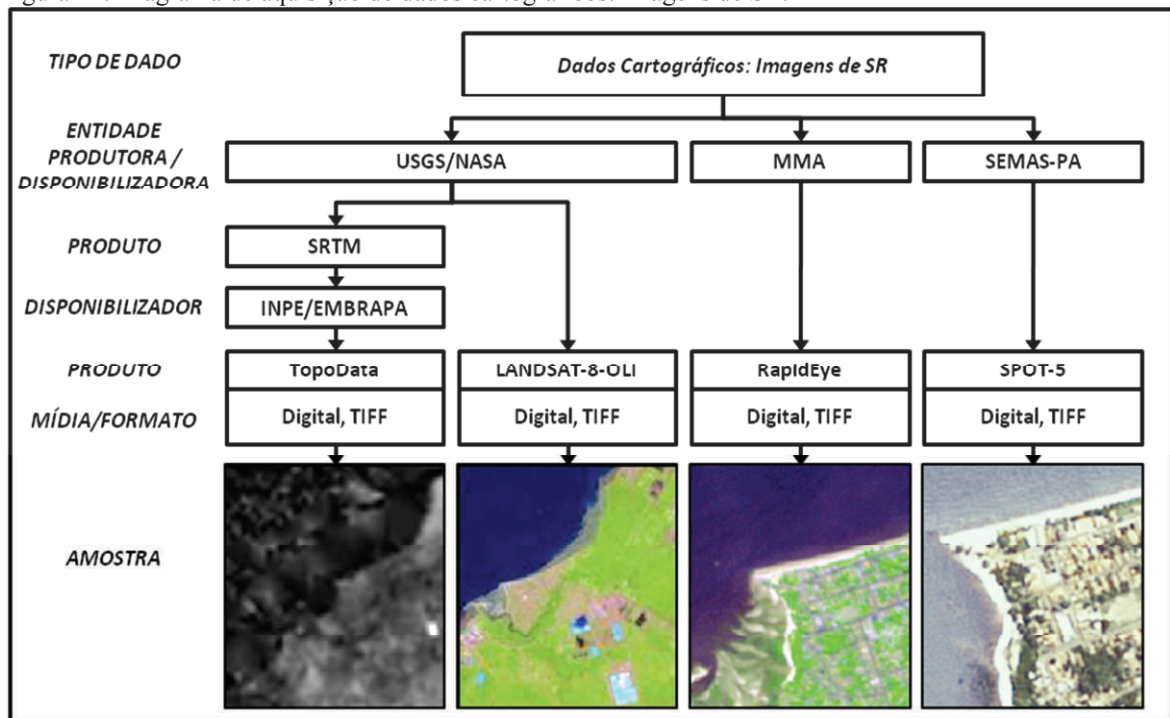 TIPO DE DADO
Dados Cartográficos: Imagens de SR
ENTIDADE
PRODUTORA /
DISPONIBILIZADORA
USGS/NASA
MMA
SEMAS-PA
PRODUTO
SRTM
DISPONIBILIZADOR
INPE/EMBRAPA
PRODUTO
TopoData
LANDSAT-8-OLI
RapidEye
SPOT-5
MÍDIA/FORMATO
Digital, TIFF
Digital, TIFF
Digital, TIFF
Digital, TIFF
AMOSTRA